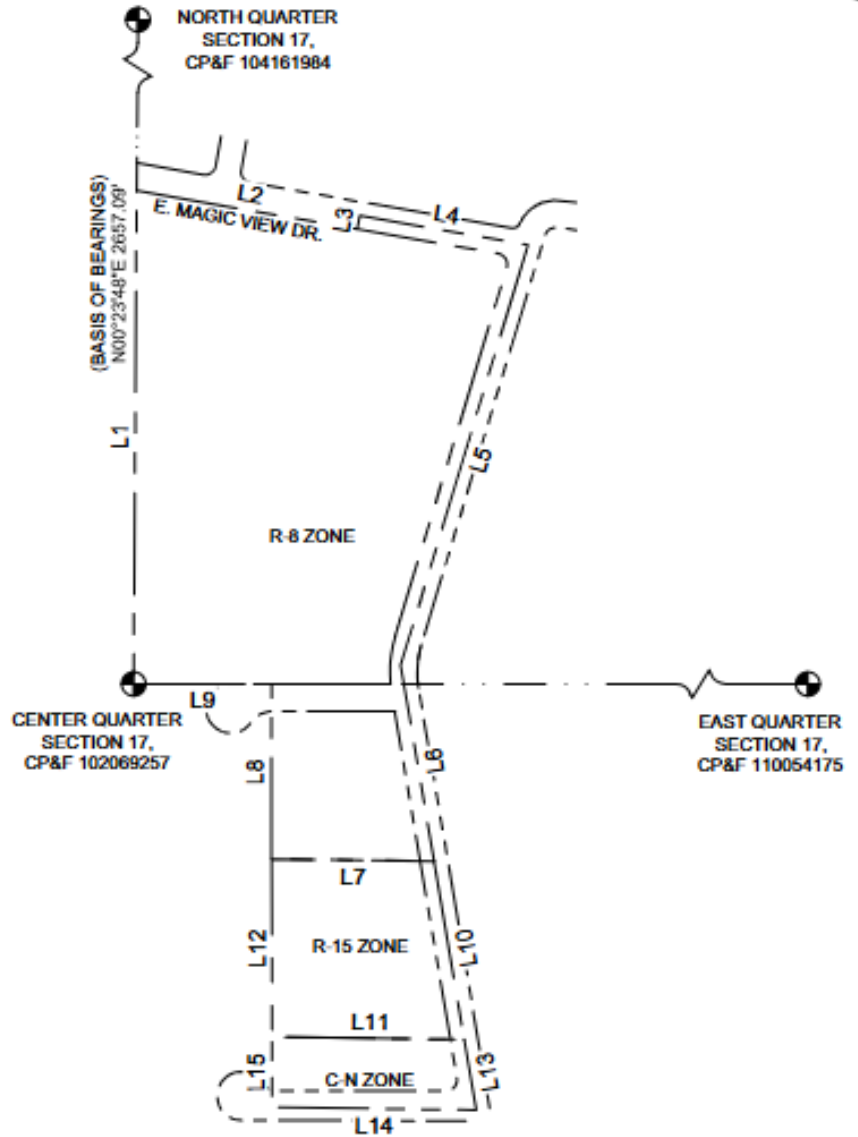 NORTH QUARTER
SECTION 17,
CP&F 104161984
(BASIS OF BEARINGS)
N00°23'48"E 2657.09'
L2
E. MAGIC VIEW DR.
L3
L4
L1
L5
R-8 ZONE
L9
CENTER QUARTER
SECTION 17,
CP&F 102069257
EAST QUARTER
SECTION 17,
CP&F 110054175
L8
L6
L7
L12
R-15 ZONE
L10
L11
L15
C-N ZONE
L13
L14